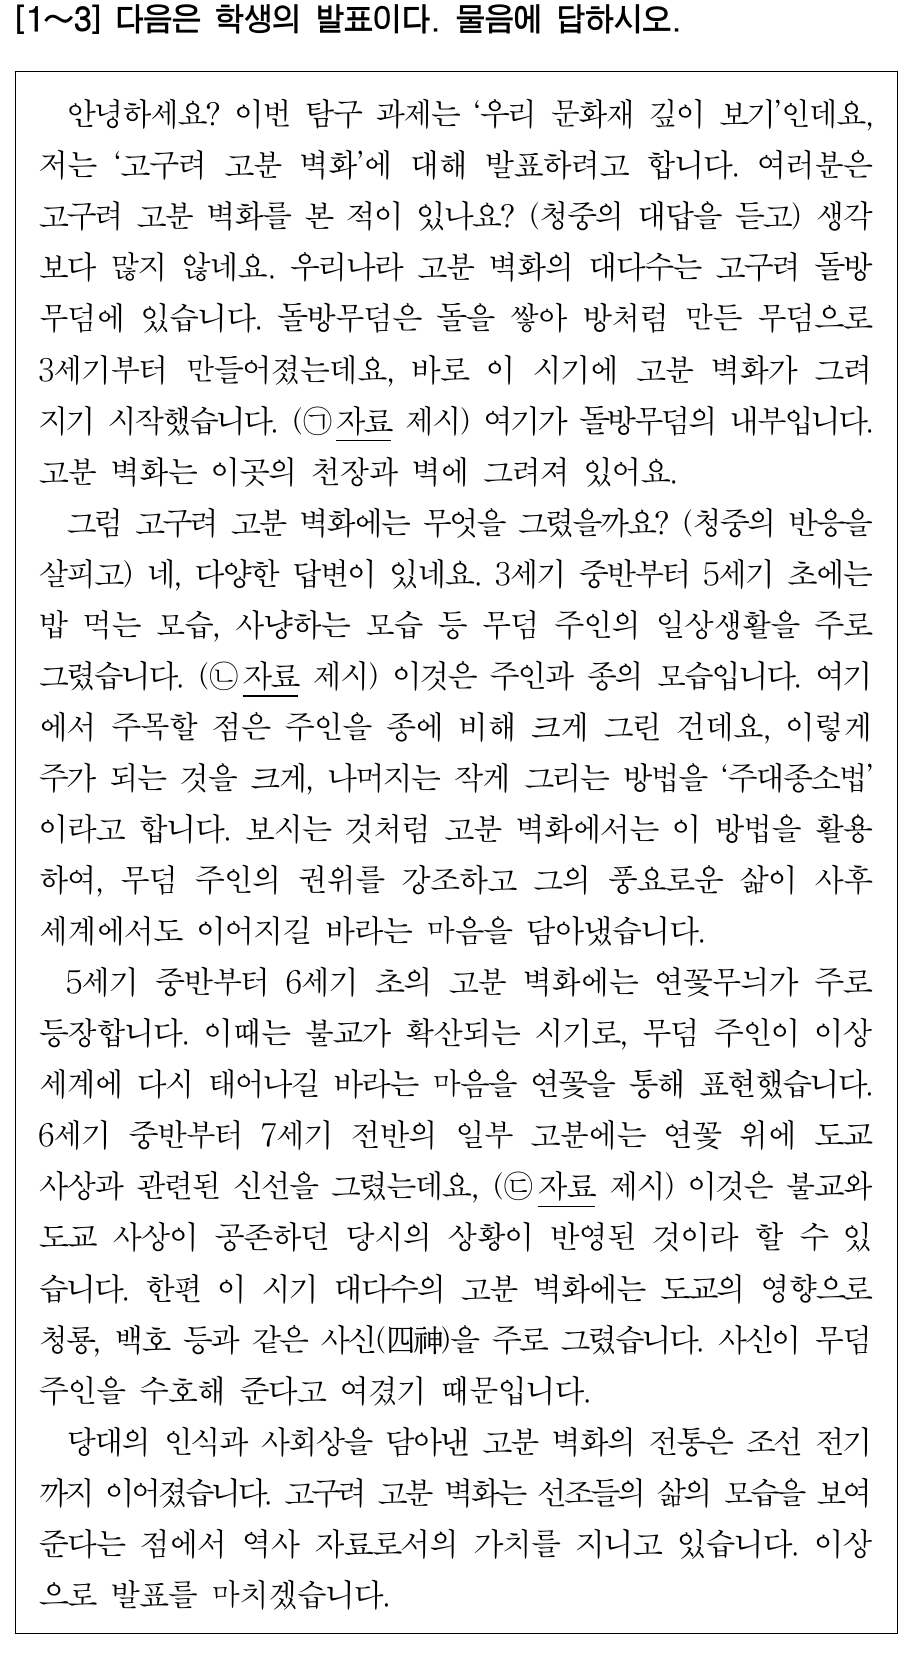 [1～3] 다음은 학생의 발표이다. 물음에 답하시오.
안녕하세요? 이번 탐구 과제는 ‘우리 문화재 깊이 보기’인데요,
저는 ‘고구려 고분 벽화’에 대해 발표하려고 합니다. 여러분은
고구려 고분 벽화를 본 적이 있나요? (청중의 대답을 듣고) 생각
보다 많지 않네요. 우리나라 고분 벽화의 대다수는 고구려 돌방
무덤에 있습니다. 돌방무덤은 돌을 쌓아 방처럼 만든 무덤으로
3세기부터 만들어졌는데요, 바로 이 시기에 고분 벽화가 그려
지기 시작했습니다. (㉠자료 제시) 여기가 돌방무덤의 내부입니다.
고분 벽화는 이곳의 천장과 벽에 그려져 있어요.
그럼 고구려 고분 벽화에는 무엇을 그렸을까요? (청중의 반응을
살피고) 네, 다양한 답변이 있네요. 3세기 중반부터 5세기 초에는
밥 먹는 모습, 사냥하는 모습 등 무덤 주인의 일상생활을 주로
그렸습니다. (㉡자료 제시) 이것은 주인과 종의 모습입니다. 여기
에서 주목할 점은 주인을 종에 비해 크게 그린 건데요, 이렇게
주가 되는 것을 크게, 나머지는 작게 그리는 방법을 ‘주대종소법’
이라고 합니다. 보시는 것처럼 고분 벽화에서는 이 방법을 활용
하여, 무덤 주인의 권위를 강조하고 그의 풍요로운 삶이 사후
세계에서도 이어지길 바라는 마음을 담아냈습니다.
5세기 중반부터 6세기 초의 고분 벽화에는 연꽃무늬가 주로
등장합니다. 이때는 불교가 확산되는 시기로, 무덤 주인이 이상
세계에 다시 태어나길 바라는 마음을 연꽃을 통해 표현했습니다.
6세기 중반부터 7세기 전반의 일부 고분에는 연꽃 위에 도교
사상과 관련된 신선을 그렸는데요, (㉢자료 제시) 이것은 불교와
도교 사상이 공존하던 당시의 상황이 반영된 것이라 할 수 있
습니다. 한편 이 시기 대다수의 고분 벽화에는 도교의 영향으로
청룡, 백호 등과 같은 사신(四神)을 주로 그렸습니다. 사신이 무덤
주인을 수호해 준다고 여겼기 때문입니다.
당대의 인식과 사회상을 담아낸 고분 벽화의 전통은 조선 전기
까지 이어졌습니다. 고구려 고분 벽화는 선조들의 삶의 모습을 보여
준다는 점에서 역사 자료로서의 가치를 지니고 있습니다. 이상
으로 발표를 마치겠습니다.